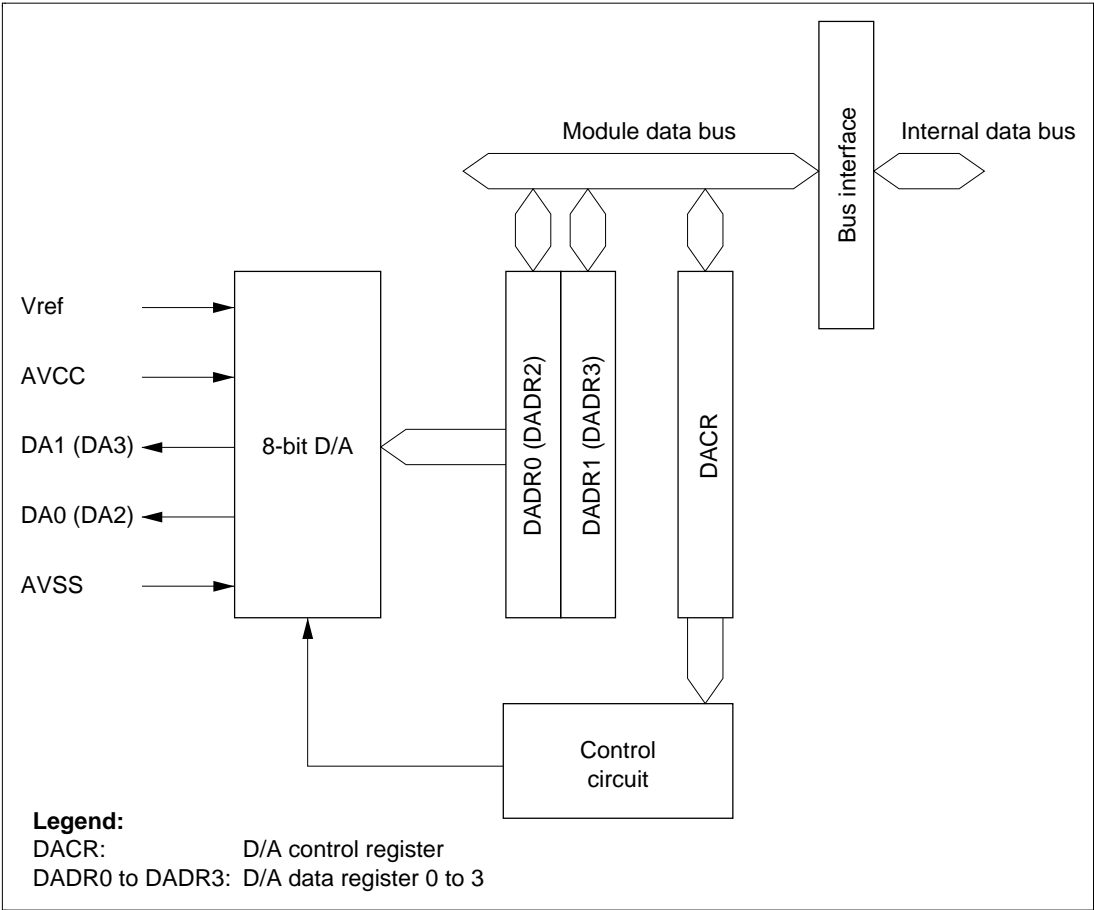 Module data bus
Internal data bus
Bus interface
Vref
AVCC
DA1 (DA3)
DA0 (DA2)
AVSS
8-bit D/A
DADR0 (DADR2)
DADR1 (DADR3)
DACR
Control
circuit
Legend:
DACR: D/A control register
DADR0 to DADR3: D/A data register 0 to 3